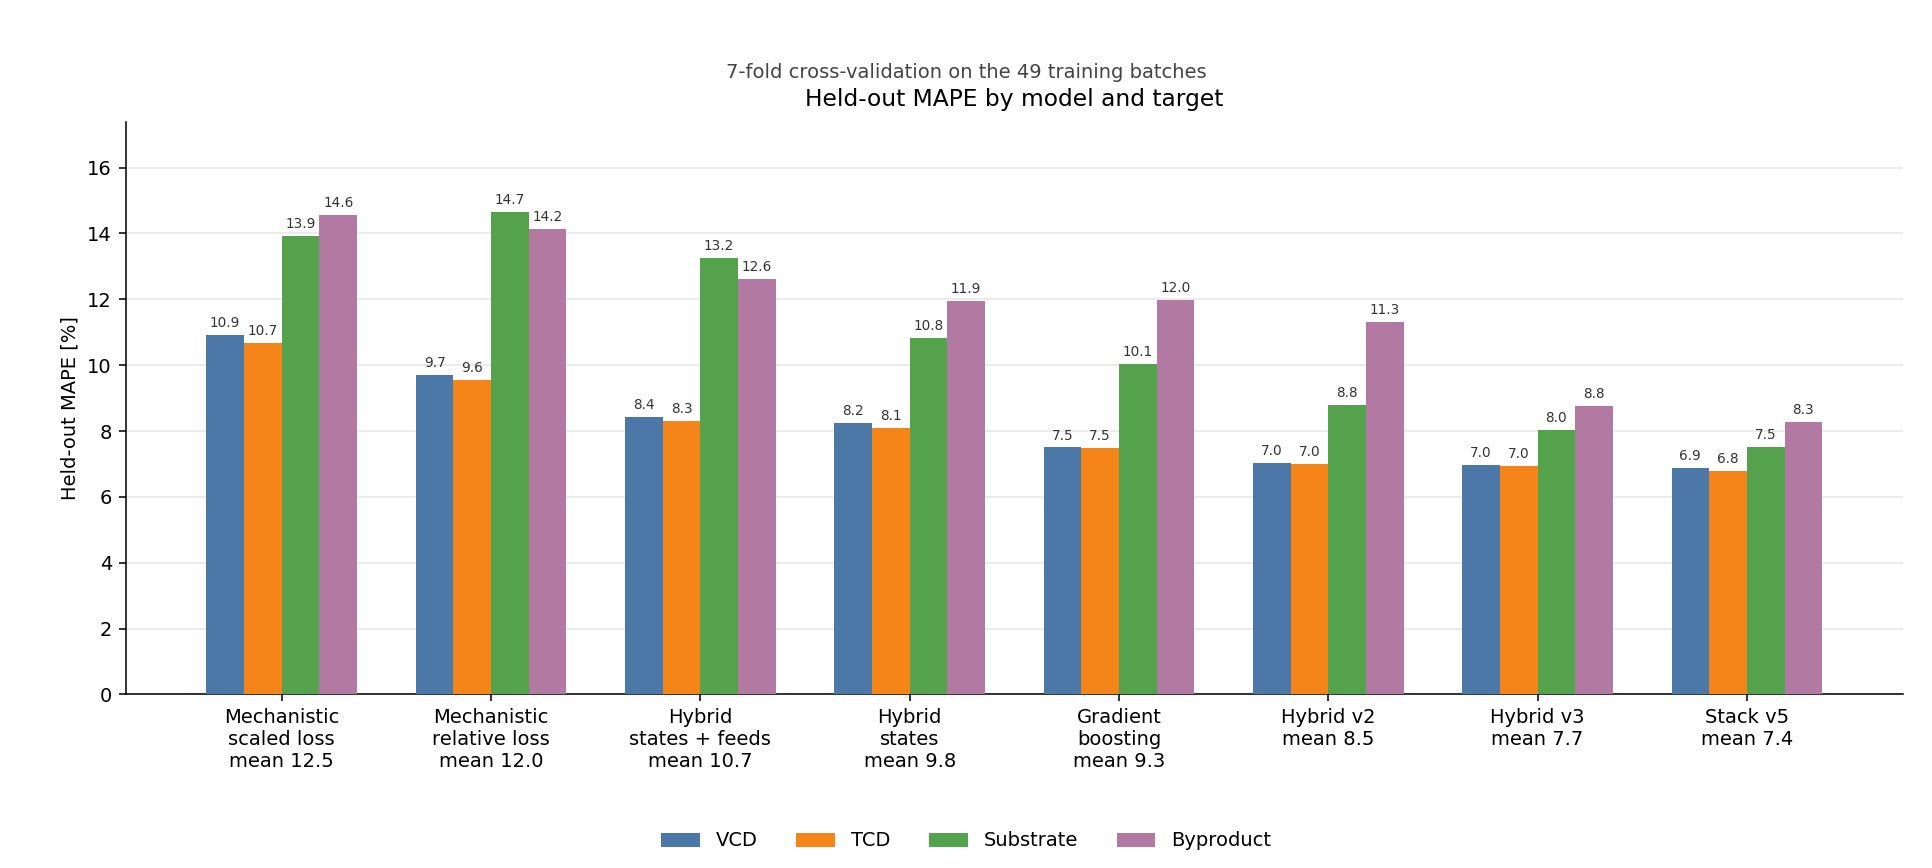 7-fold cross-validation on the 49 training batches
Held-out MAPE by model and target
Held-out MAPE [%]
16
14
12
10
8
6
4
2
0
10.9 10.7 13.9 14.6
9.7 9.6 14.7 14.2
8.4 8.3 13.2 12.6
8.2 8.1 10.8 11.9
7.5 7.5 10.1 12.0
7.0 7.0 8.8 11.3
7.0 7.0 8.0 8.8
6.9 6.8 7.5 8.3
Mechanistic
scaled loss
mean 12.5
Mechanistic
relative loss
mean 12.0
Hybrid
states + feeds
mean 10.7
Hybrid
states
mean 9.8
Gradient
boosting
mean 9.3
Hybrid v2
mean 8.5
Hybrid v3
mean 7.7
Stack v5
mean 7.4
VCD TCD Substrate Byproduct